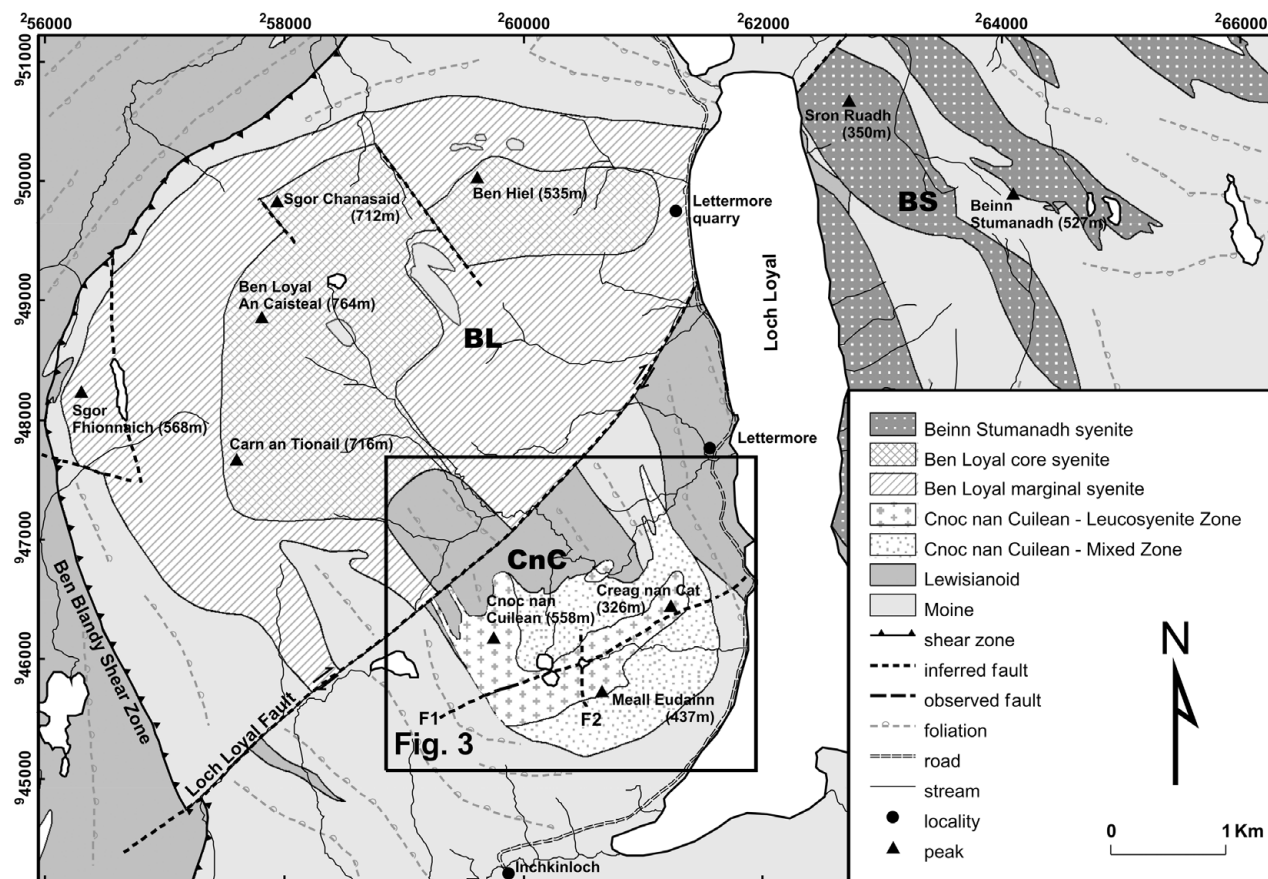 256000 258000 260000 262000 264000 266000
951000
950000
949000
948000
947000
946000
945000
Sgor Chanasaid
(712m)
Ben Hiel (535m)
Lettermore
quarry
Sron Ruadh
(350m)
BS
Beinn
Stumanadh (527m)
Ben Loyal
An Caisteal (764m)
BL
Loch Loyal
Sgor
Fhionnaich (568m)
Carn an Tionail (716m)
Lettermore
CnC
Creag nan Cat
(326m)
Cnoc nan
Cuilean (558m)
Meall Eudainn
(437m)
F1
F2
Fig. 3
Ben Blandy Shear Zone
Loch Loyal Fault
Inchkinloch
Beinn Stumanadh syenite
Ben Loyal core syenite
Ben Loyal marginal syenite
Cnoc nan Cuilean - Leucosyenite Zone
Cnoc nan Cuilean - Mixed Zone
Lewisianoid
Moine
shear zone
inferred fault
observed fault
foliation
road
stream
locality
peak
N
0 1 Km